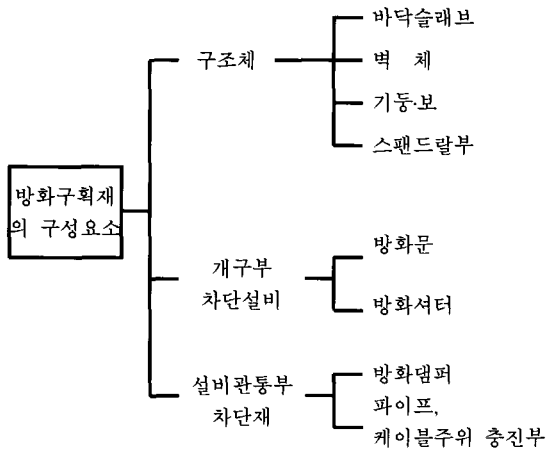 방화구획재
의 구성요소
구조체
바닥슬래브
벽 체
기둥·보
스팬드랄부
개구부
차단설비
방화문
방화셔터
설비관통부
차단재
방화댐퍼
파이프,
케이블주위 충진부